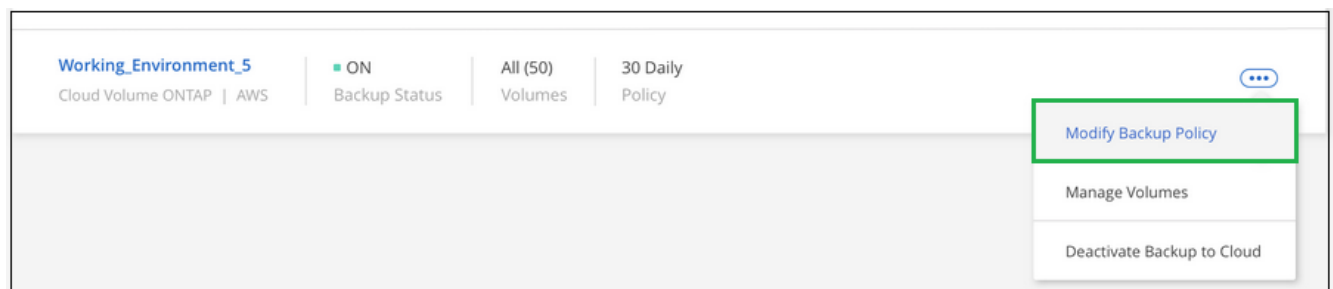 Working_Environment_5 ON All (50) 30 Daily
Cloud Volume ONTAP | AWS Backup Status Volumes Policy
Modify Backup Policy
Manage Volumes
Deactivate Backup to Cloud